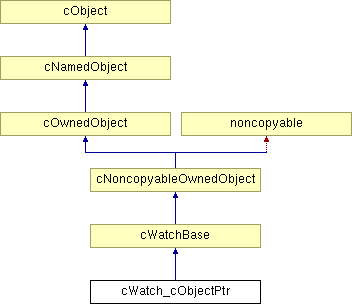 cObject
cNamedObject
cOwnedObject
noncopyable
cNoncopyableOwnedObject
cWatchBase
cWatch_cObjectPtr